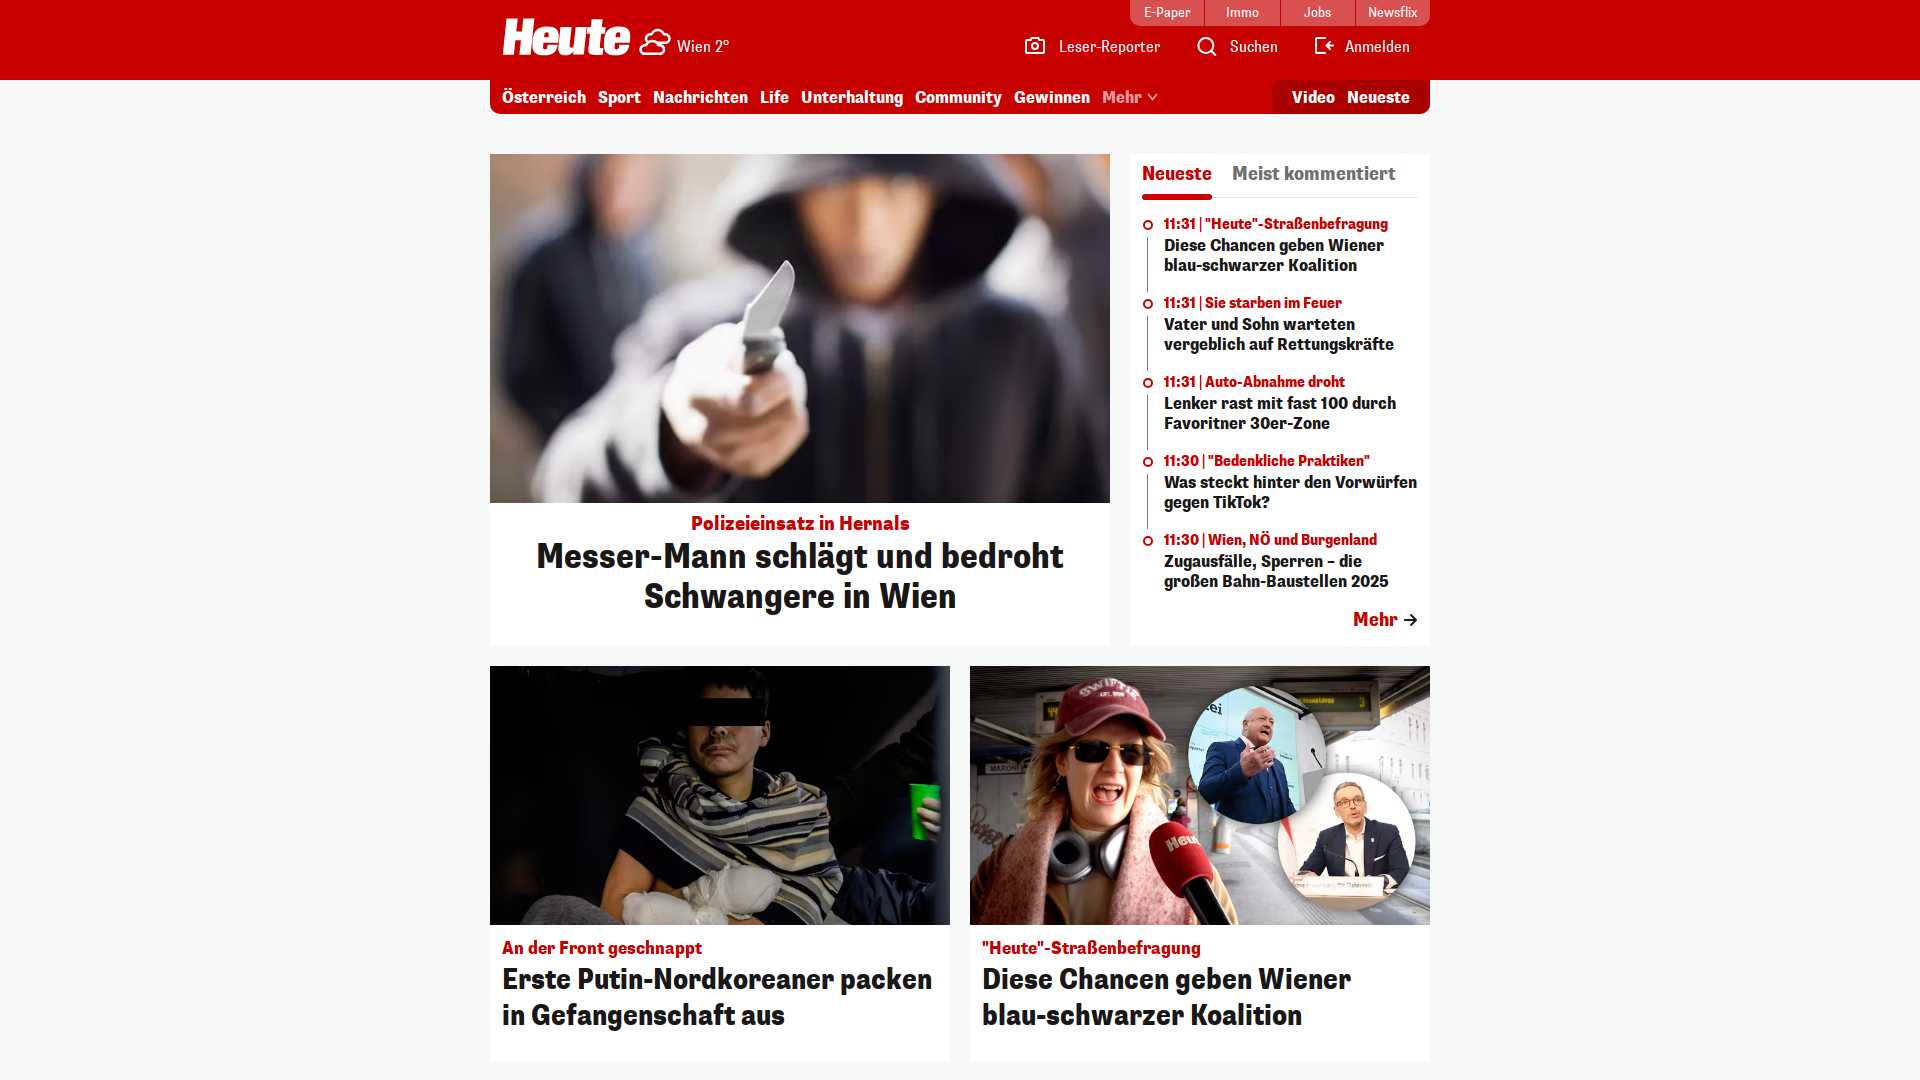 E-Paper
Immo
Jobs
Newsflix
Heute
Wien 2°
Leser-Reporter
Suchen
Anmelden
Österreich
Sport
Nachrichten
Life
Unterhaltung
Community
Gewinnen
Mehr
Video
Neueste
Polizeieinsatz in Hernals
Messer-Mann schlägt und bedroht
Schwangere in Wien
Neueste
Meist kommentiert
11:31 | "Heute"-Straßenbefragung
Diese Chancen geben Wiener
blau-schwarzer Koalition
11:31 | Sie starben im Feuer
Vater und Sohn warteten
vergeblich auf Rettungskräfte
11:31 | Auto-Abnahme droht
Lenker rast mit fast 100 durch
Favoritner 30er-Zone
11:30 | "Bedenkliche Praktiken"
Was steckt hinter den Vorwürfen
gegen TikTok?
11:30 | Wien, NÖ und Burgenland
Zugausfälle, Sperren – die
großen Bahn-Baustellen 2025
Mehr
An der Front geschnappt
Erste Putin-Nordkoreaner packen
in Gefangenschaft aus
Heute
"Heute"-Straßenbefragung
Diese Chancen geben Wiener
blau-schwarzer Koalition